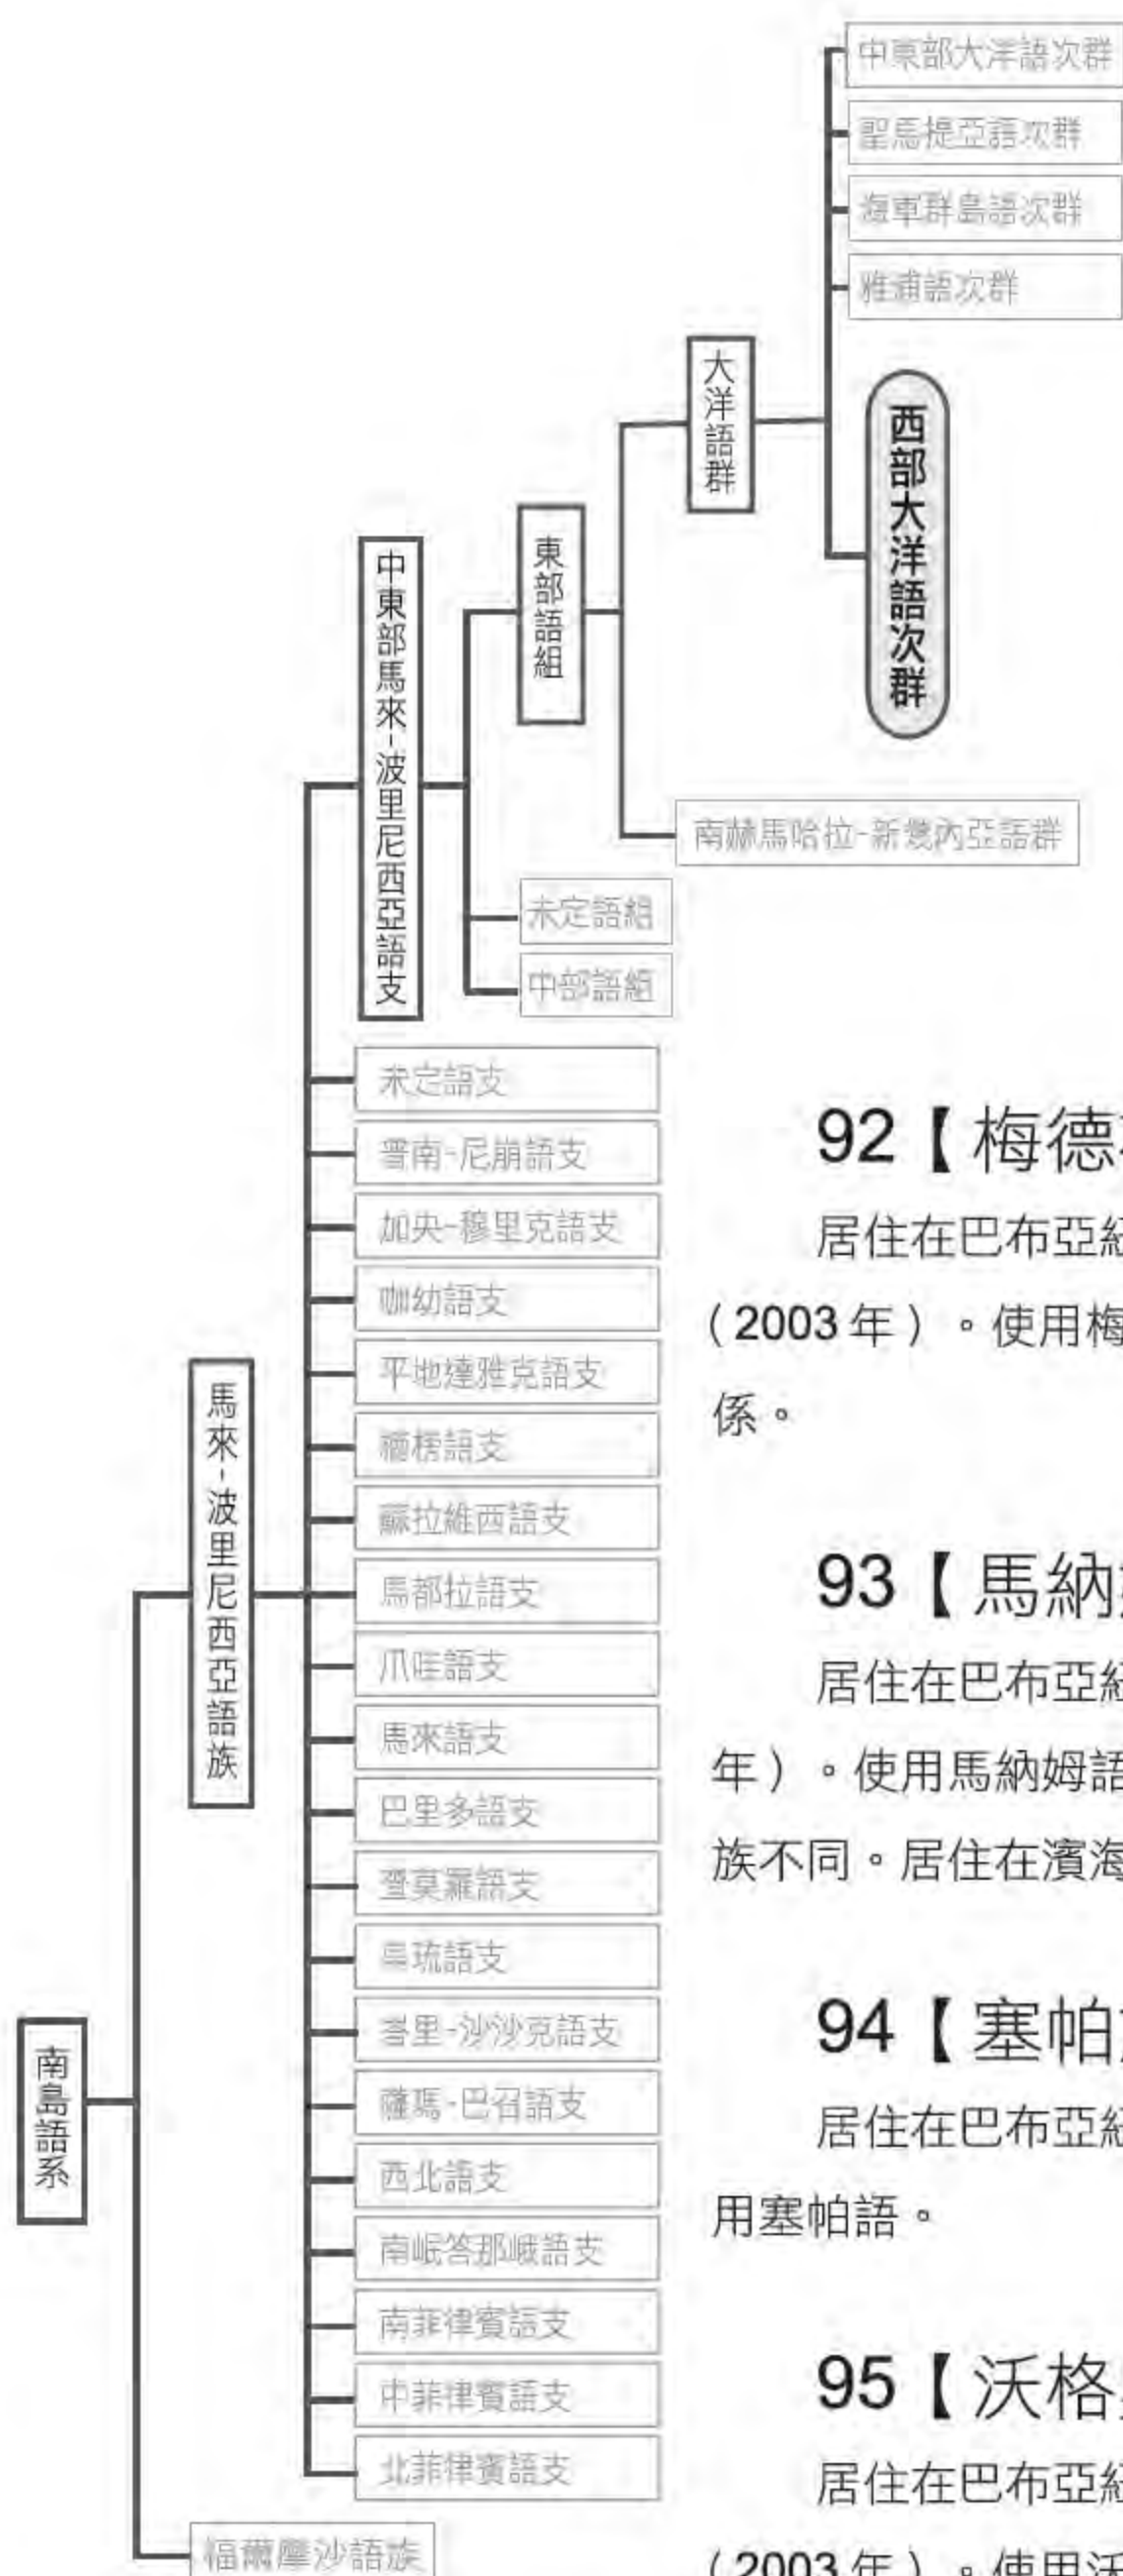 中東部大洋語次群
聖馬提亞語次群
海軍群島語次群
雅浦語次群
大洋語群
西部大洋語次群
東部語組
中東部馬來-波里尼西亞語支
南赫馬哈拉-新幾內亞語群
未定語組
中部語組
未定語支
普南-尼崩語支
加央-穆里克語支
咖幼語支
平地達雅克語支
語支
蘇拉維西語支
馬都拉語支
爪哇語支
馬來語支
巴里多語支
查莫羅語支
語支
峇里-沙沙克語支
薩瑪-巴召語支
西北語支
南岷答那峨語支
南菲律賓語支
中菲律賓語支
北菲律賓語支
馬來-波里尼西亞語族
南島語系
福爾摩沙語族
92【梅德
居住在巴布亞紐
（2003年）。使用梅
係。
93【馬納
居住在巴布亞紐
年）。使用馬納姆語
族不同。居住在濱海
94【塞帕
居住在巴布亞紐
用塞帕語。
95【沃格
居住在巴布亞紐
（2003年）。使用沃